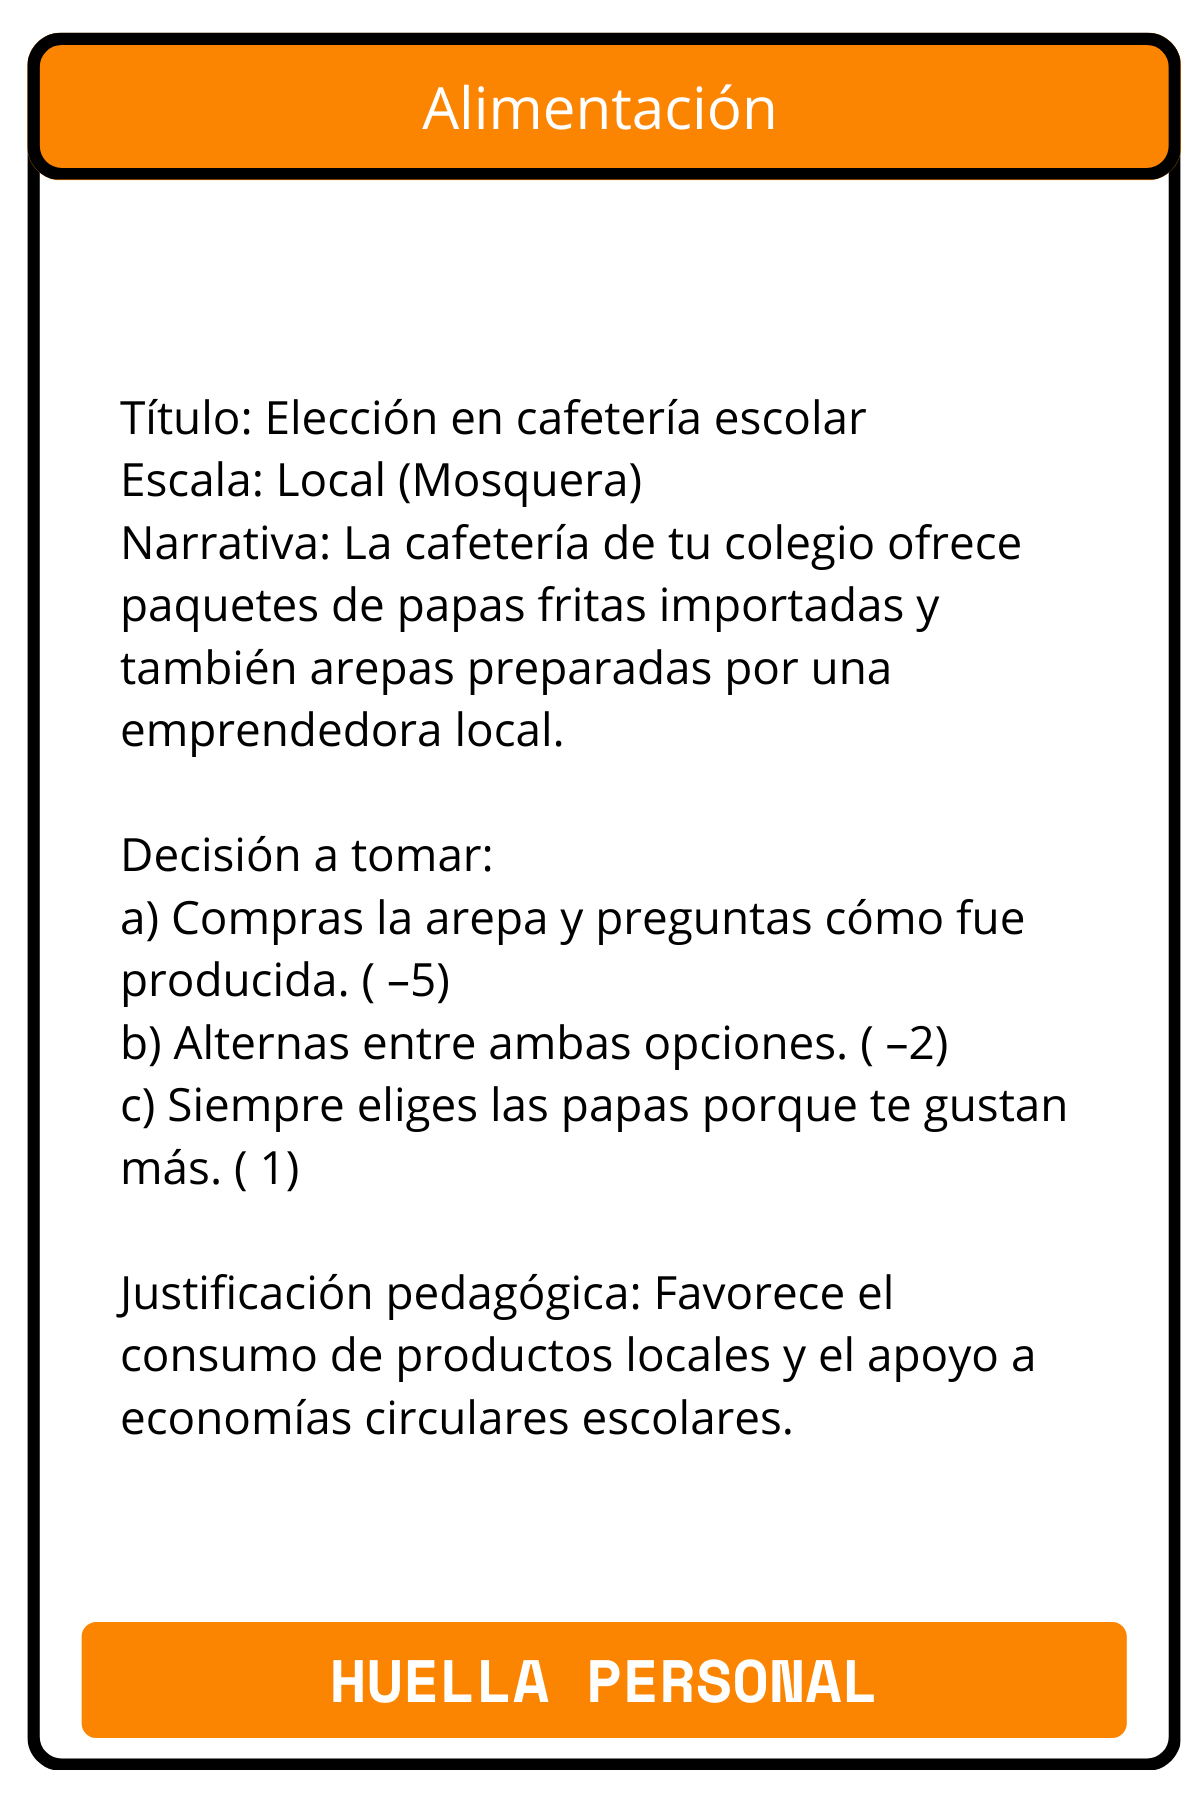 Alimentación
Título: Elección en cafetería escolar
Escala: Local (Mosquera)
Narrativa: La cafetería de tu colegio ofrece
paquetes de papas fritas importadas y
también arepas preparadas por una
emprendedora local.
Decisión a tomar:
a) Compras la arepa y preguntas cómo fue
producida. ( –5)
b) Alternas entre ambas opciones. ( –2)
c) Siempre eliges las papas porque te gustan
más. ( 1)
Justificación pedagógica: Favorece el
consumo de productos locales y el apoyo a
economías circulares escolares.
HUELLA PERSONAL